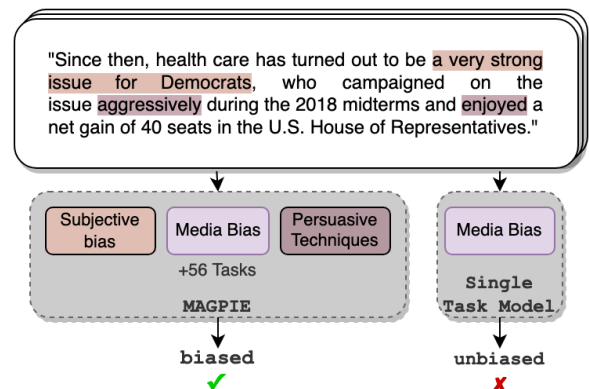 "Since then, health care has turned out to be a very strong
issue for Democrats, who campaigned on the
issue aggressively during the 2018 midterms and enjoyed a
net gain of 40 seats in the U.S. House of Representatives."
Subjective
bias
Media Bias
Persuasive
Techniques
+56 Tasks
MAGPIE
biased
Media Bias
Single
Task Model
unbiased